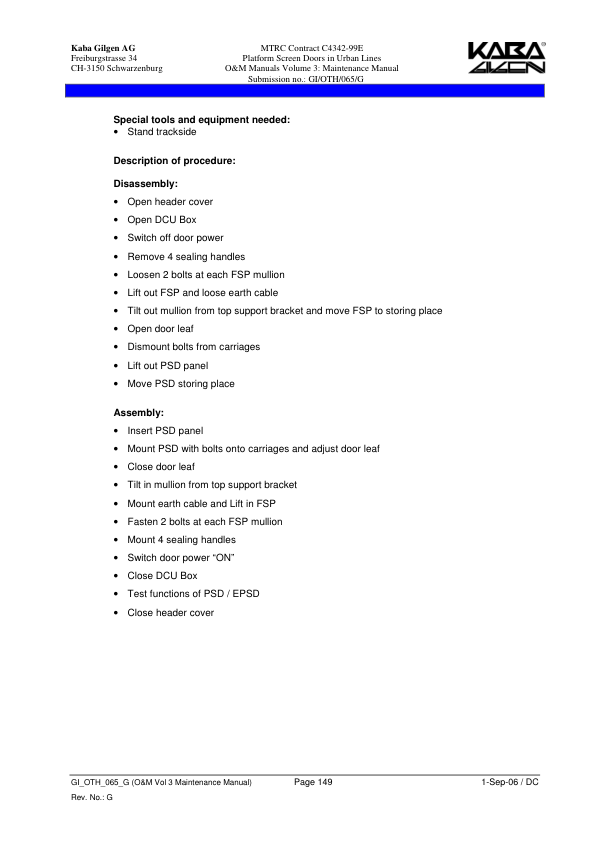 Kaba Gilgen AG
Freiburgstrasse 34
CH-3150 Schwarzenburg
MTRC Contract C4342-99E
Platform Screen Doors in Urban Lines
O&M Manuals Volume 3: Maintenance Manual
Submission no.: GI/OTH/065/G
KABA®
GILGEN
Special tools and equipment needed:
• Stand trackside
Description of procedure:
Disassembly:
• Open header cover
• Open DCU Box
• Switch off door power
• Remove 4 sealing handles
• Loosen 2 bolts at each FSP mullion
• Lift out FSP and loose earth cable
• Tilt out mullion from top support bracket and move FSP to storing place
• Open door leaf
• Dismount bolts from carriages
• Lift out PSD panel
• Move PSD storing place
Assembly:
• Insert PSD panel
• Mount PSD with bolts onto carriages and adjust door leaf
• Close door leaf
• Tilt in mullion from top support bracket
• Mount earth cable and Lift in FSP
• Fasten 2 bolts at each FSP mullion
• Mount 4 sealing handles
• Switch door power “ON”
• Close DCU Box
• Test functions of PSD / EPSD
• Close header cover
GI_OTH_065_G (O&M Vol 3 Maintenance Manual) Page 149 1-Sep-06 / DC
Rev. No.: G